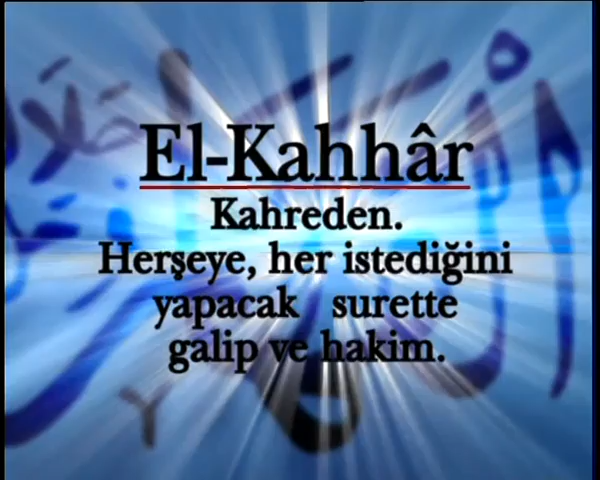 El-Kahhâr
Kahreden.
Herşeye, her istediğini
yapacak surette
galip ve hakim.